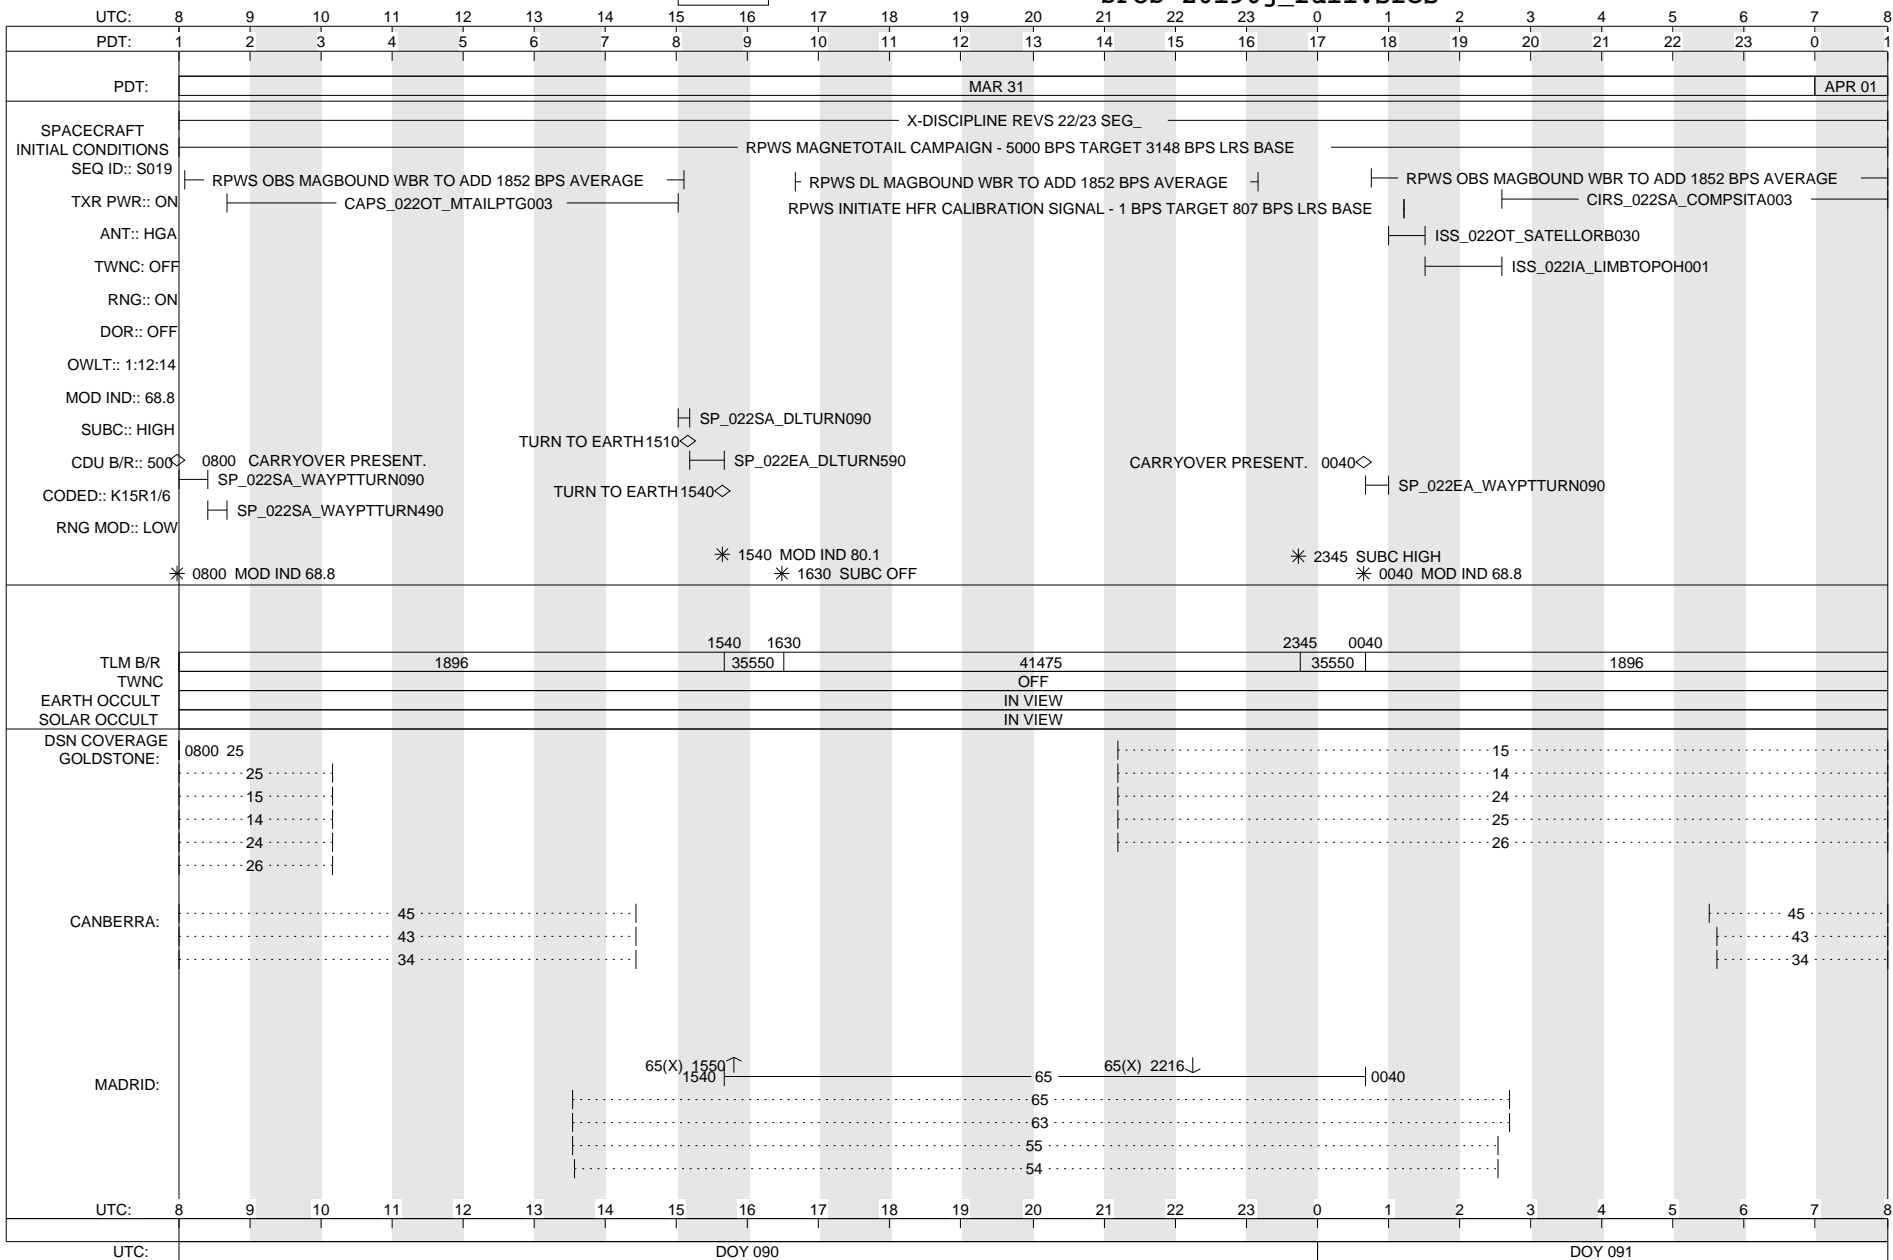 UTC: 8 9 10 11 12 13 14 15 16 17 18 19 20 21 22 23 0 1 2 3 4 5 6 7 8
PDT: 1 2 3 4 5 6 7 8 9 10 11 12 13 14 15 16 17 18 19 20 21 22 23 0 1
PDT: MAR 31 APR 01
X-DISCIPLINE REVS 22/23 SEG_
SPACECRAFT
INITIAL CONDITIONS
RPWS MAGNETOTAIL CAMPAIGN - 5000 BPS TARGET 3148 BPS LRS BASE
SEQ ID:: S019
RPWS OBS MAGBOUND WBR TO ADD 1852 BPS AVERAGE
RPWS DL MAGBOUND WBR TO ADD 1852 BPS AVERAGE
RPWS OBS MAGBOUND WBR TO ADD 1852 BPS AVERAGE
TXR PWR:: ON
CAPS_022OT_MTAILPTG003
RPWS INITIATE HFR CALIBRATION SIGNAL - 1 BPS TARGET 807 BPS LRS BASE
CIRS_022SA_COMPSITA003
ANT:: HGA
ISS_022OT_SATELLORB030
TWNC: OFF
ISS_022IA_LIMBTOPOH001
RNG:: ON
DOR:: OFF
OWLT:: 1:12:14
MOD IND:: 68.8
SP_022SA_DLTURN090
SUBC:: HIGH
TURN TO EARTH 1510
CDU B/R:: 500
0800 CARRYOVER PRESENT.
SP_022EA_DLTURN590
CARRYOVER PRESENT. 0040
SP_022SA_WAYPTTURN090
SP_022EA_WAYPTTURN090
CODED:: K15R1/6
TURN TO EARTH 1540
SP_022SA_WAYPTTURN490
RNG MOD:: LOW
1540 MOD IND 80.1
2345 SUBC HIGH
0800 MOD IND 68.8
1630 SUBC OFF
0040 MOD IND 68.8
1540 1630 2345 0040
TLM B/R 1896 35550 41475 35550 1896
TWNC OFF
EARTH OCCULT IN VIEW
SOLAR OCCULT IN VIEW
DSN COVERAGE
GOLDSTONE:
0800 25
15
25
14
15
24
14
25
24
26
26
CANBERRA:
45 45
43 43
34 34
MADRID:
65(X) 1550 65(X) 2216
1540 65 0040
65
63
55
54
UTC: 8 9 10 11 12 13 14 15 16 17 18 19 20 21 22 23 0 1 2 3 4 5 6 7 8
UTC: DOY 090 DOY 091